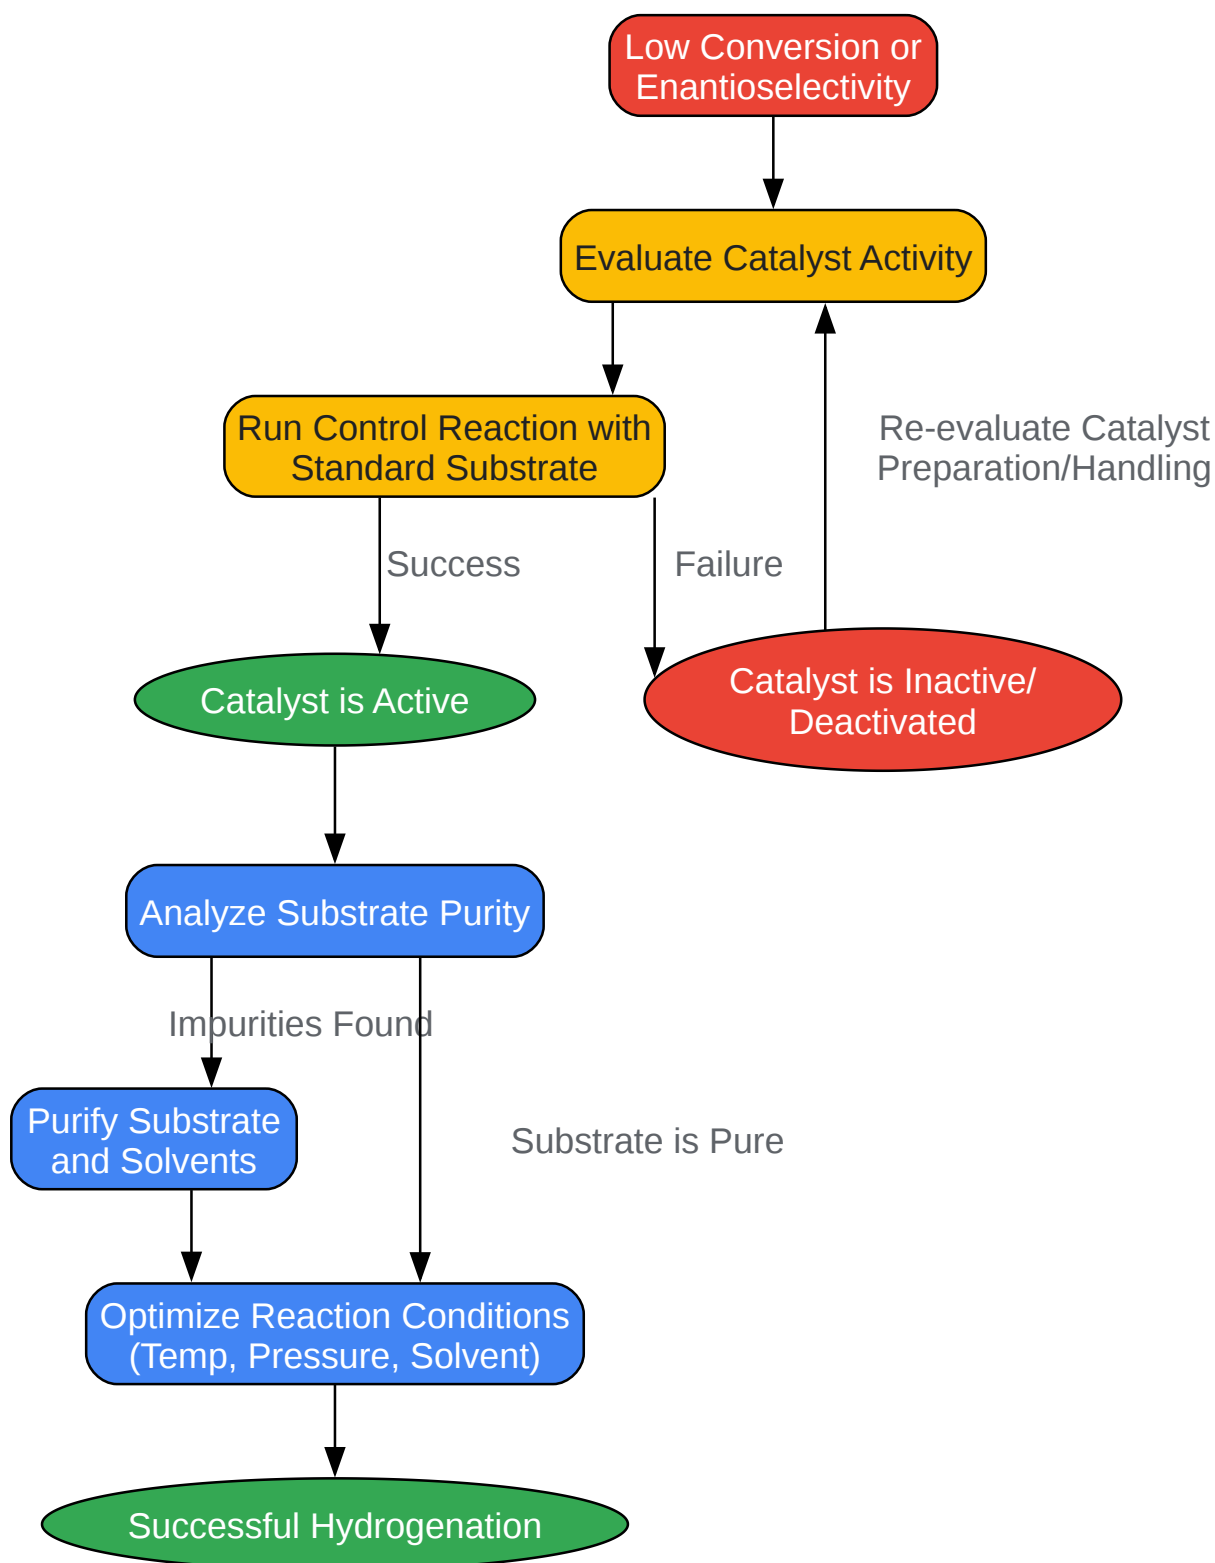 Low Conversion or
Enantioselectivity
Evaluate Catalyst Activity
Run Control Reaction with
Standard Substrate
Re-evaluate Catalyst
Preparation/Handling
Success
Failure
Catalyst is Active
Catalyst is Inactive/
Deactivated
Analyze Substrate Purity
Impurities Found
Purify Substrate
and Solvents
Substrate is Pure
Optimize Reaction Conditions
(Temp, Pressure, Solvent)
Successful Hydrogenation